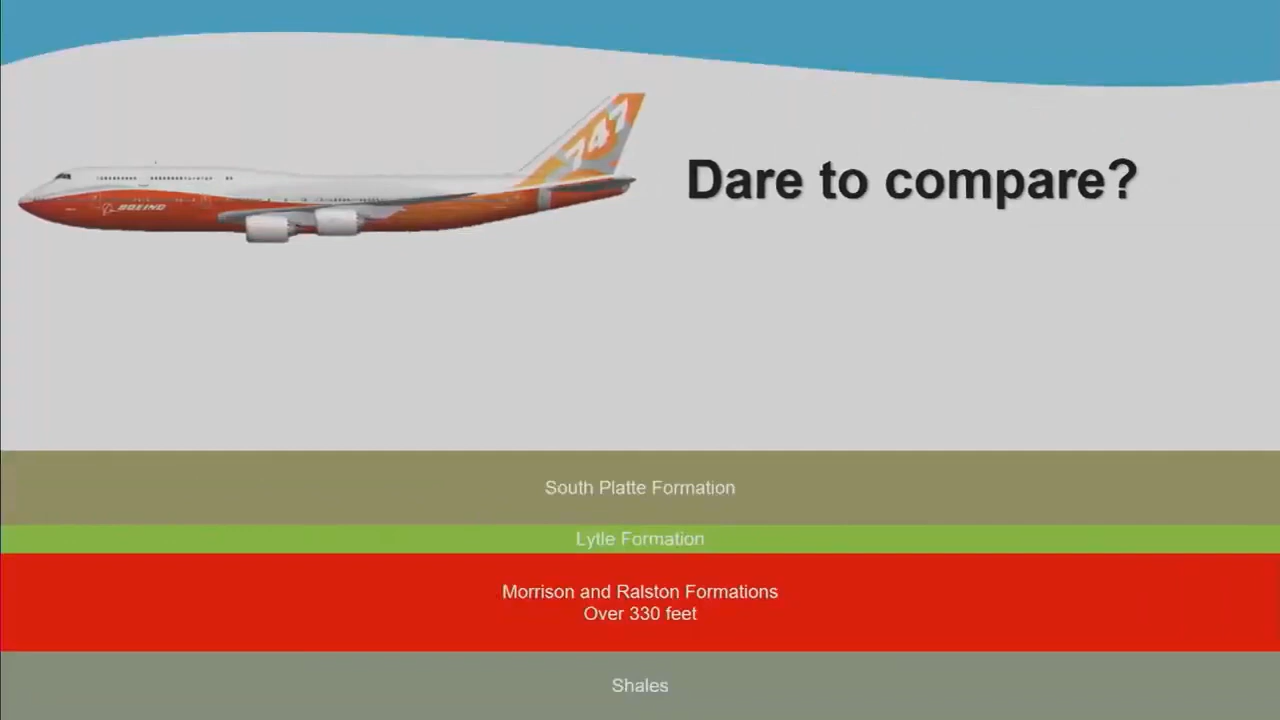 747
Dare to compare?
BOEING
South Platte Formation
Lytle Formation
Morrison and Ralston Formations
Over 330 feet
Shales